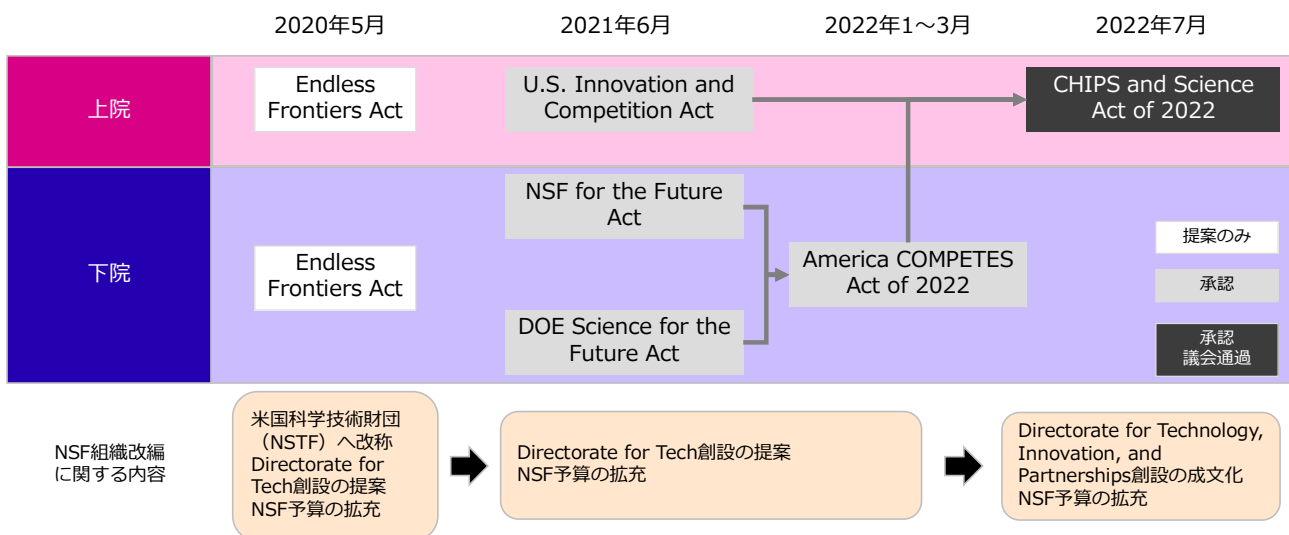 2020年5月
2021年6月
2022年1～3月
2022年7月
上院
Endless
Frontiers Act
U.S. Innovation and
Competition Act
CHIPS and Science
Act of 2022
下院
Endless
Frontiers Act
NSF for the Future
Act
DOE Science for the
Future Act
America COMPETES
Act of 2022
提案のみ
承認
承認
議会通過
NSF組織改編
に関する内容
米国科学技術財団
（NSTF）へ改称
Directorate for
Tech創設の提案
NSF予算の拡充
Directorate for Tech創設の提案
NSF予算の拡充
Directorate for Technology,
Innovation, and
Partnerships創設の成文化
NSF予算の拡充